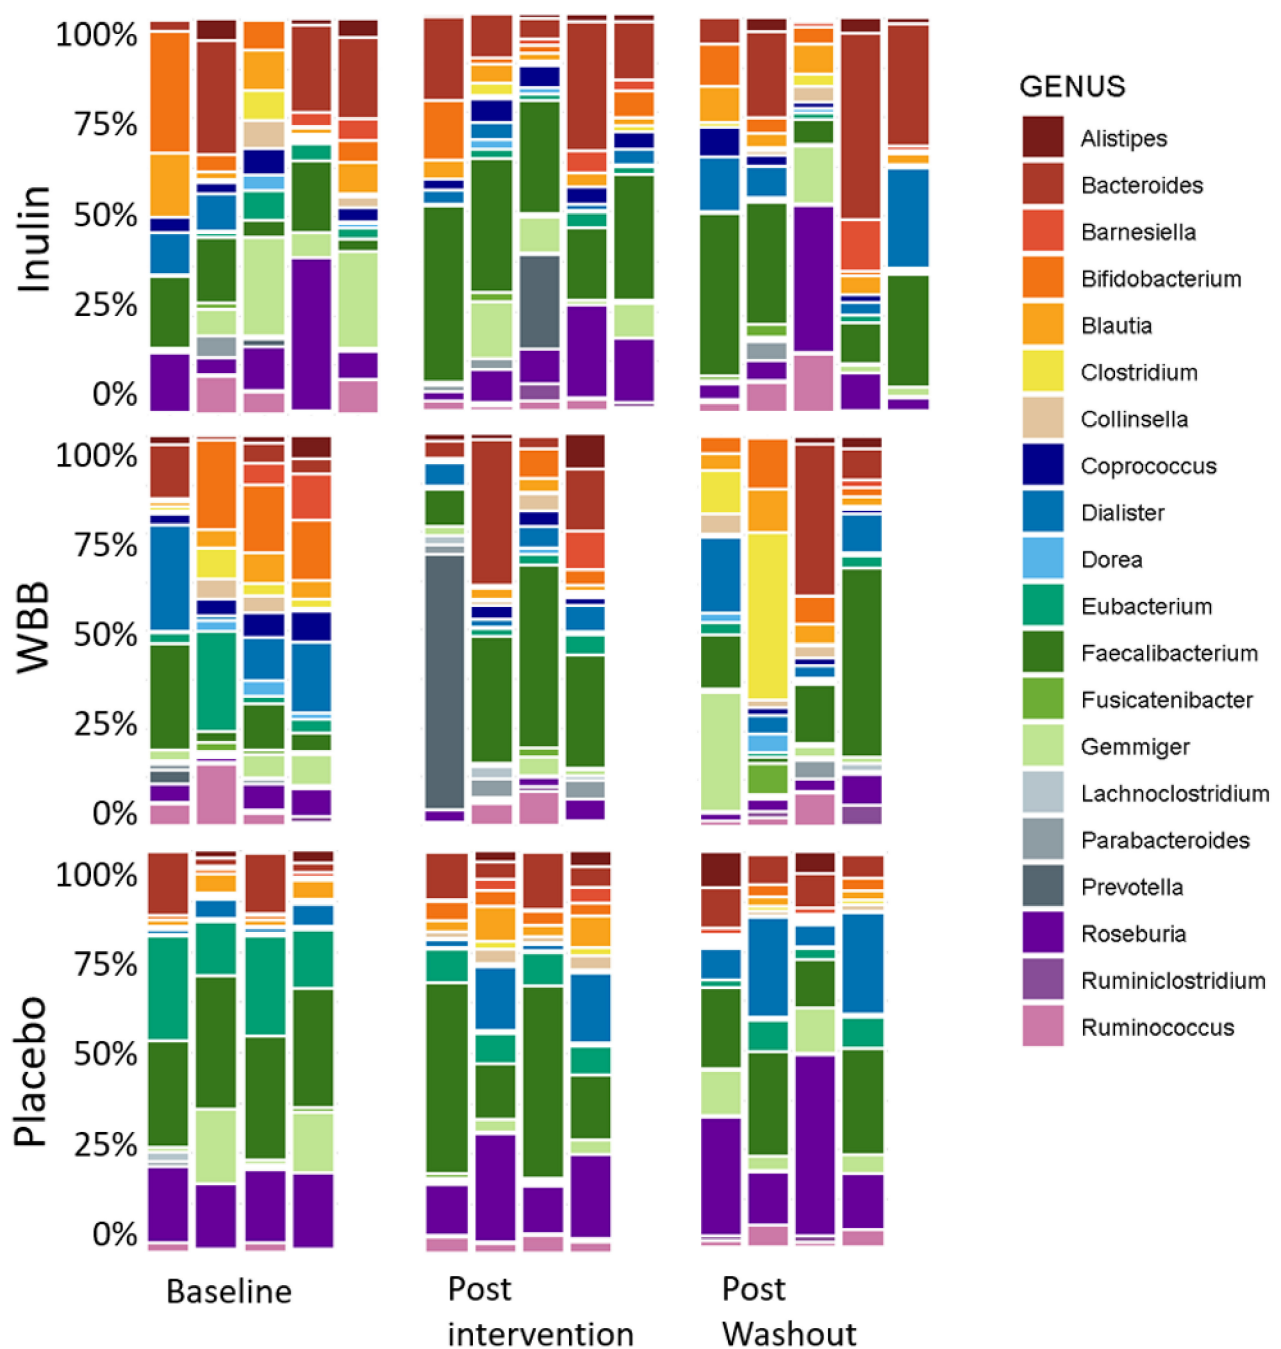 Inulin
100%
75%
50%
25%
0%
WBB
100%
75%
50%
25%
0%
Placebo
100%
75%
50%
25%
0%
Baseline
Post
intervention
Post
Washout
GENUS
Alistipes
Bacteroides
Barnesiella
Bifidobacterium
Blautia
Clostridium
Collinsella
Coprococcus
Dialister
Dorea
Eubacterium
Faecalibacterium
Fusicatenibacter
Gemmiger
Lachnoclostridium
Parabacteroides
Prevotella
Roseburia
Ruminiclostridium
Ruminococcus